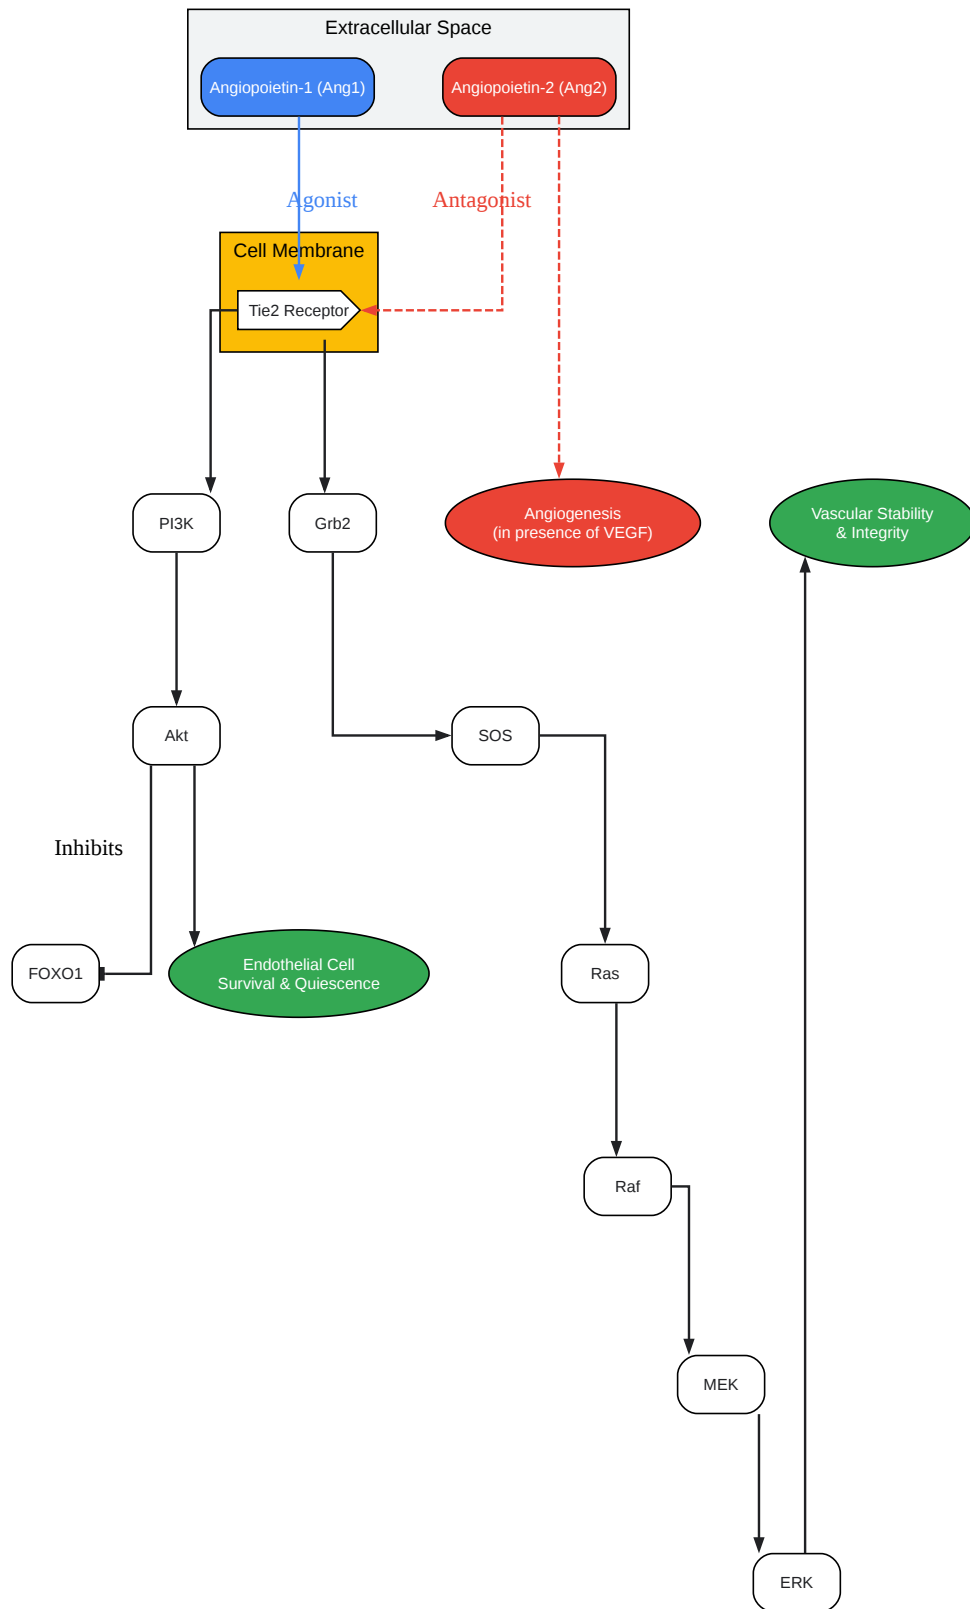 Extracellular Space
Angiopoietin-1 (Ang1)
Angiopoietin-2 (Ang2)
Agonist
Antagonist
Cell Membrane
Tie2 Receptor
PI3K
Grb2
Angiogenesis
(in presence of VEGF)
Vascular Stability
& Integrity
Akt
SOS
Inhibits
FOXO1
Endothelial Cell
Survival & Quiescence
Ras
Raf
MEK
ERK